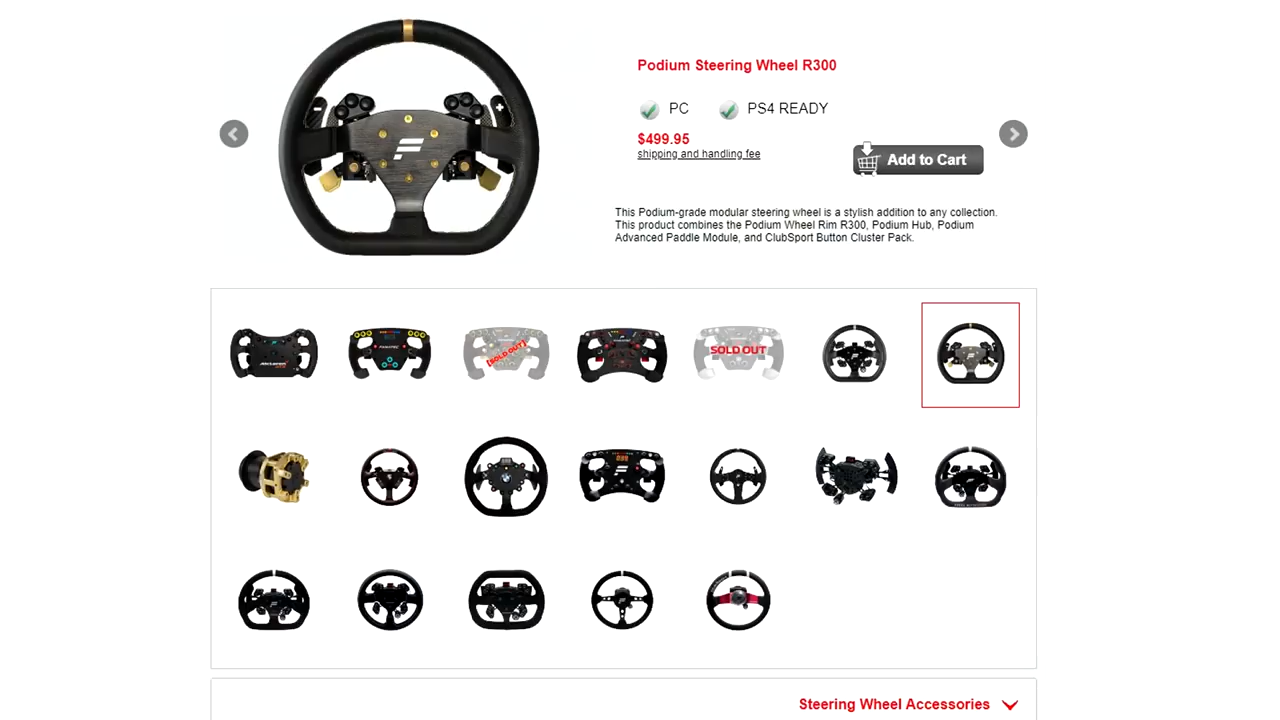 Podium Steering Wheel R300
PC
PS4 READY
$499.95
shipping and handling fee
Add to Cart
This Podium-grade modular steering wheel is a stylish addition to any collection.
This product combines the Podium Wheel Rim R300, Podium Hub, Podium
Advanced Paddle Module, and ClubSport Button Cluster Pack.
[SOLD OUT]
SOLD OUT
Steering Wheel Accessories